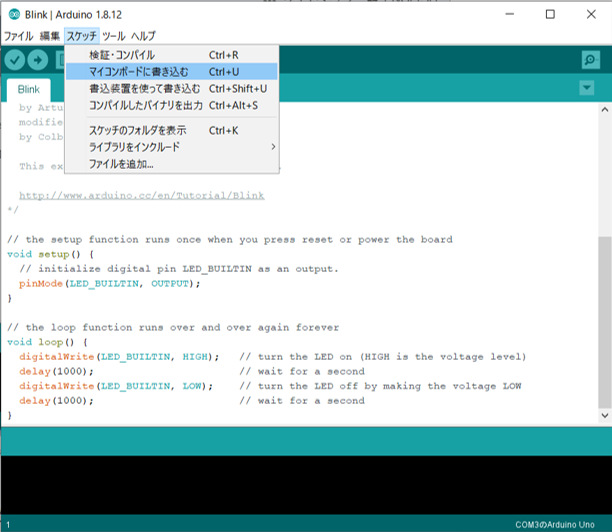 Blink | Arduino 1.8.12
ファイル 編集 スケッチ ツール ヘルプ
検証・コンパイル Ctrl+R
マイコンボードに書き込む Ctrl+U
書込装置を使って書き込む Ctrl+Shift+U
コンパイルしたバイナリを出力 Ctrl+Alt+S
スケッチのフォルダを表示 Ctrl+K
ライブラリをインクルード
ファイルを追加...
Blink
by Artu
modifie
by Colb
This ex
http://www.arduino.cc/en/Tutorial/Blink
*/
// the setup function runs once when you press reset or power the board
void setup() {
// initialize digital pin LED_BUILTIN as an output.
pinMode(LED_BUILTIN, OUTPUT);
}
// the loop function runs over and over again forever
void loop() {
digitalWrite(LED_BUILTIN, HIGH); // turn the LED on (HIGH is the voltage level)
delay(1000); // wait for a second
digitalWrite(LED_BUILTIN, LOW); // turn the LED off by making the voltage LOW
delay(1000); // wait for a second
}
1 COM3のArduino Uno